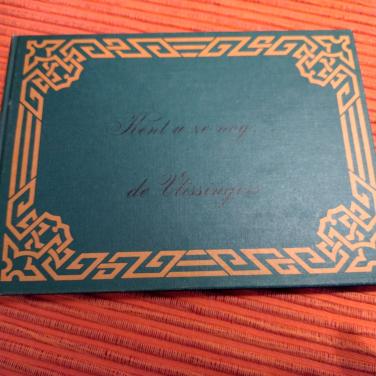 Kent u ze nog...
de Vlissingers